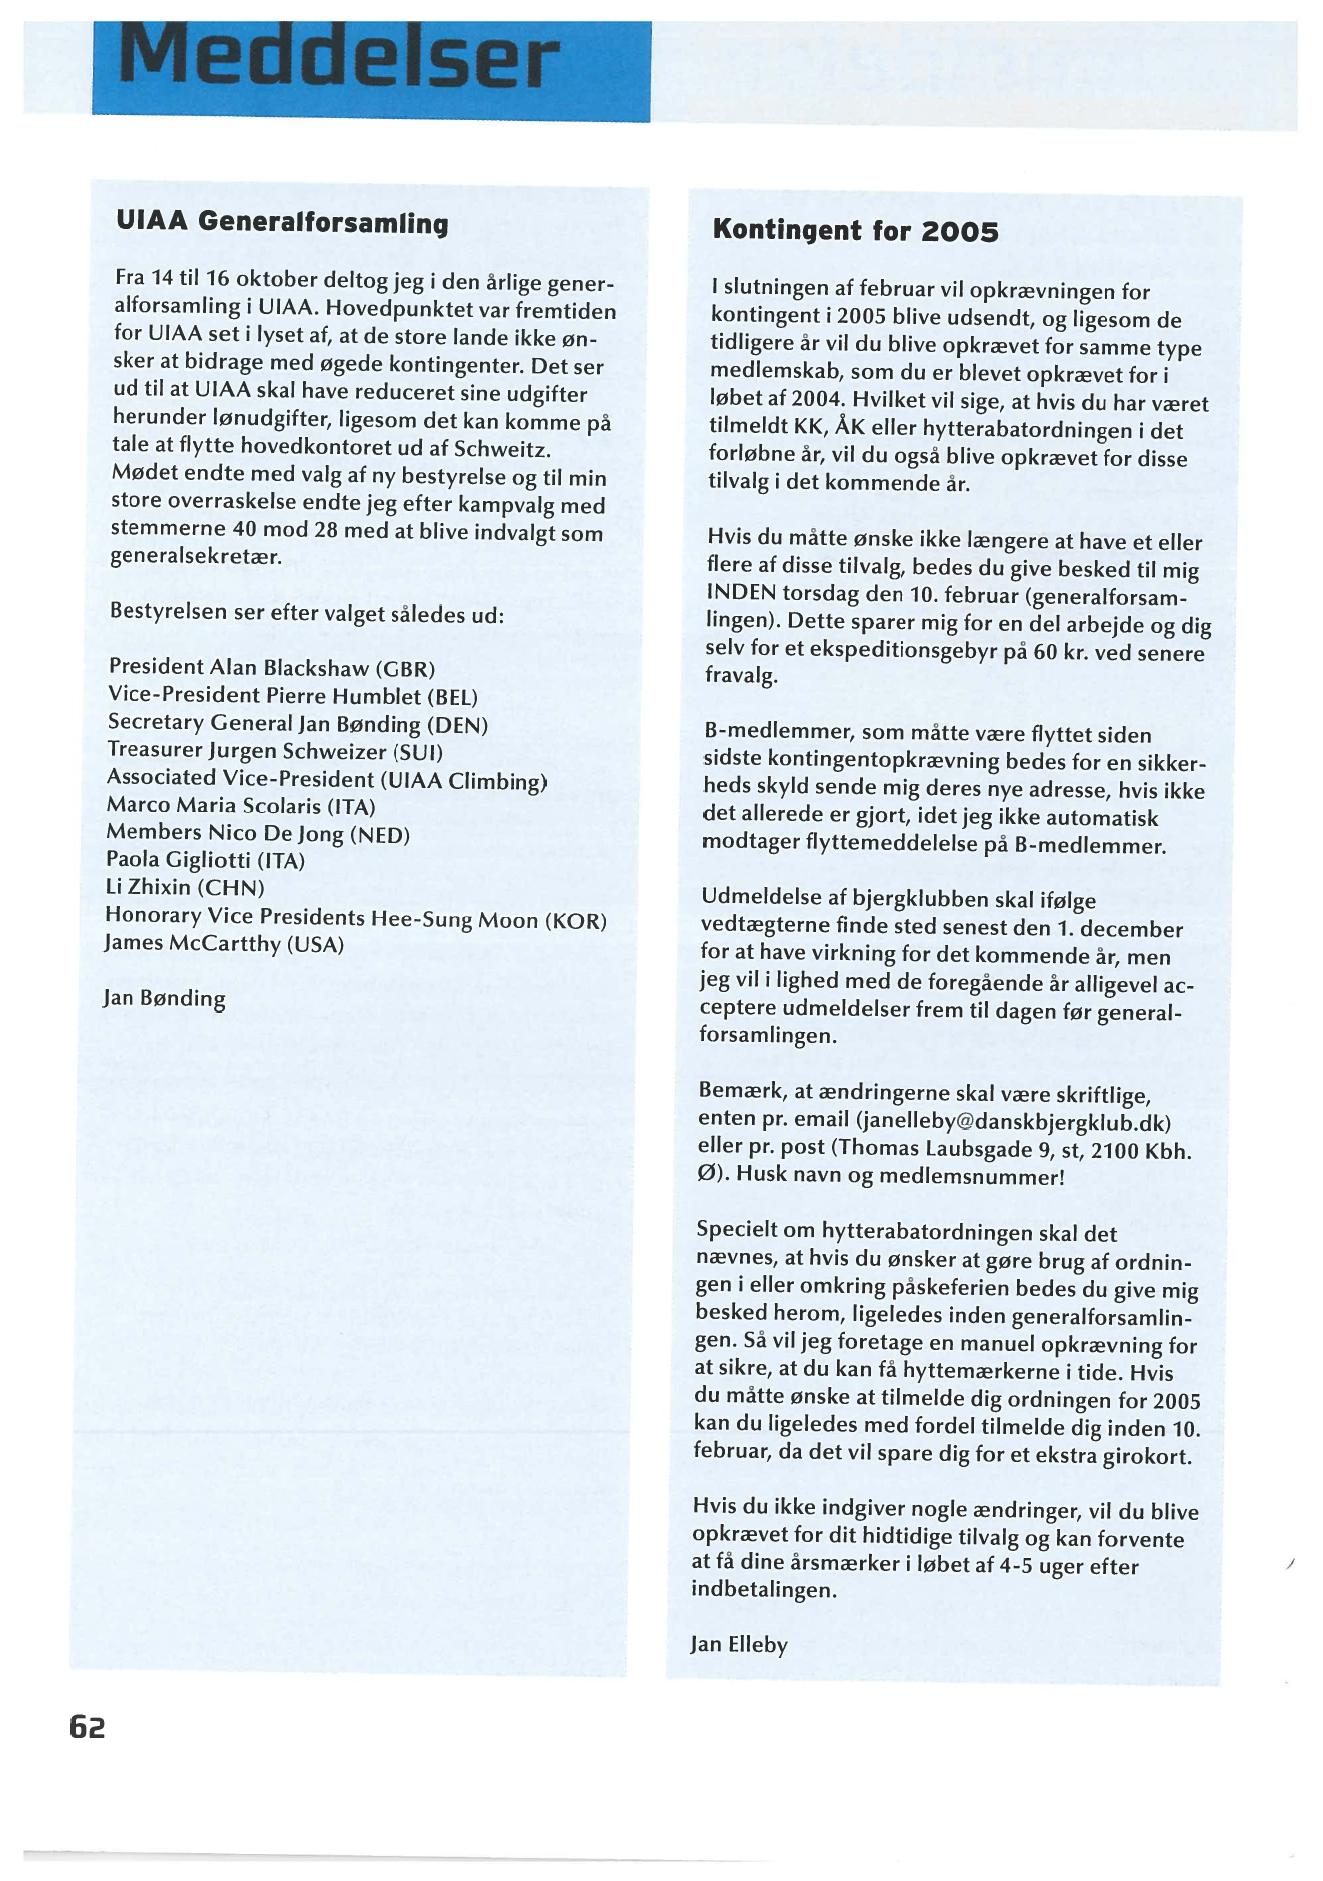 Meddelser
UIAA Generalforsamling
Fra 14 til 16 oktober deltog jeg i den årlige gener-
alforsamling i UIAA. Hovedpunktet var fremtiden
for UIAA set i lyset af, at de store lande ikke øn-
sker at bidrage med øgede kontingenter. Det ser
ud til at UIAA skal have reduceret sine udgifter
herunder lønudgifter, ligesom det kan komme på
tale at flytte hovedkontoret ud af Schweitz.
Mødet endte med valg af ny bestyrelse og til min
store overraskelse endte jeg efter kampvalg med
stemmerne 40 mod 28 med at blive indvalgt som
generalsekretær.
Bestyrelsen ser efter valget således ud:
President Alan Blackshaw (GBR)
Vice-President Pierre Humblet (BEL)
Secretary General Jan Bønding (DEN)
Treasurer Jurgen Schweizer (SUI)
Associated Vice-President (UIAA Climbing)
Marco Maria Scolaris (ITA)
Members Nico De Jong (NED)
Paola Gigliotti (ITA)
Li Zhixin (CHN)
Honorary Vice Presidents Hee-Sung Moon (KOR)
James McCartthy (USA)
Jan Bønding
Kontingent for 2005
I slutningen af februar vil opkrævningen for
kontingent i 2005 blive udsendt, og ligesom de
tidligere år vil du blive opkrævet for samme type
medlemskab, som du er blevet opkrævet for i
løbet af 2004. Hvilket vil sige, at hvis du har været
tilmeldt KK, ÅK eller hytterabatordningen i det
forløbne år, vil du også blive opkrævet for disse
tilvalg i det kommende år.
Hvis du måtte ønske ikke længere at have et eller
flere af disse tilvalg, bedes du give besked til mig
INDEN torsdag den 10. februar (generalforsam-
lingen). Dette sparer mig for en del arbejde og dig
selv for et ekspeditionsgebyr på 60 kr. ved senere
fravalg.
B-medlemmer, som måtte være flyttet siden
sidste kontingentopkrævning bedes for en sikker-
heds skyld sende mig deres nye adresse, hvis ikke
det allerede er gjort, idet jeg ikke automatisk
modtager flyttemeddelelse på B-medlemmer.
Udmeldelse af bjergklubben skal ifølge
vedtægterne finde sted senest den 1. december
for at have virkning for det kommende år, men
jeg vil i lighed med de foregående år alligevel ac-
ceptere udmeldelser frem til dagen før general-
forsamlingen.
Bemærk, at ændringerne skal være skriftlige,
enten pr. email (janelleby@danskbjergklub.dk)
eller pr. post (Thomas Laubsgade 9, st, 2100 Kbh.
Ø). Husk navn og medlemsnummer!
Specielt om hytterabatordningen skal det
nævnes, at hvis du ønsker at gøre brug af ordnin-
gen i eller omkring påskeferien bedes du give mig
besked herom, ligeledes inden generalforsamlin-
gen. Så vil jeg foretage en manuel opkrævning for
at sikre, at du kan få hyttemærkerne i tide. Hvis
du måtte ønske at tilmelde dig ordningen for 2005
kan du ligeledes med fordel tilmelde dig inden 10.
februar, da det vil spare dig for et ekstra girokort.
Hvis du ikke indgiver nogle ændringer, vil du blive
opkrævet for dit hidtidige tilvalg og kan forvente
at få dine årsmærker i løbet af 4-5 uger efter
indbetalingen.
Jan Elleby
62